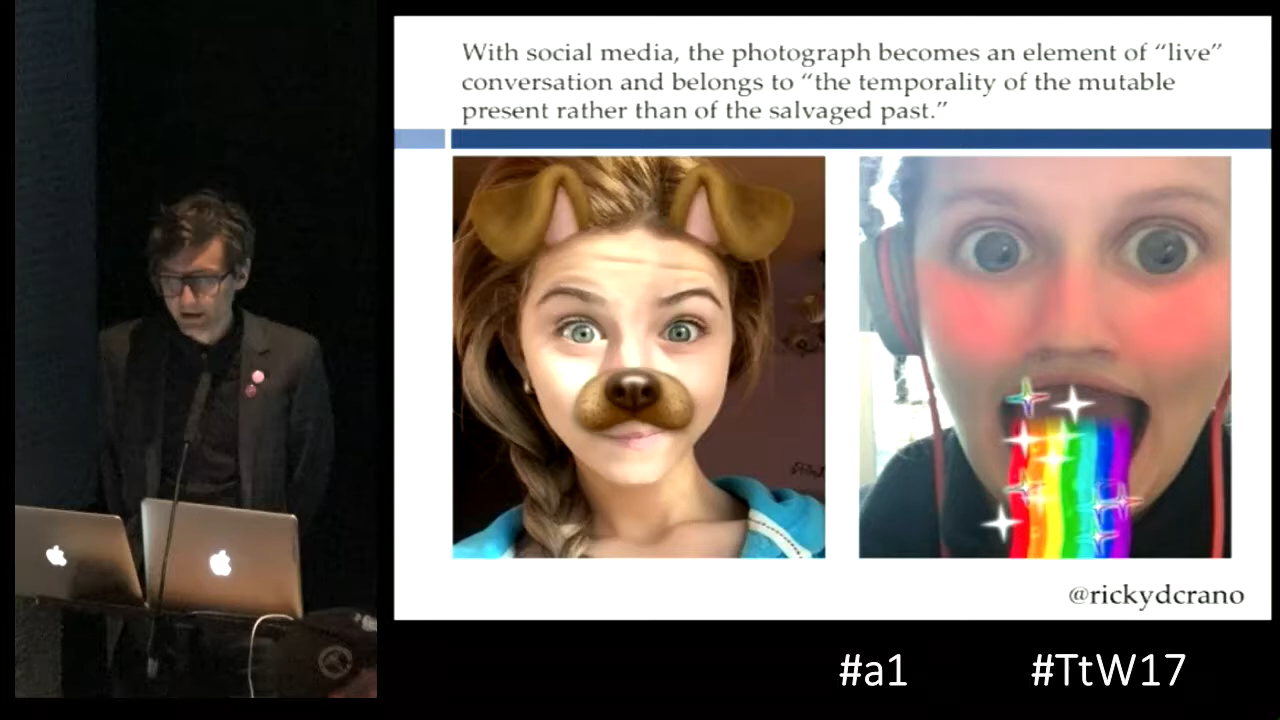 With social media, the photograph becomes an element of “live”
conversation and belongs to “the temporality of the mutable
present rather than of the salvaged past.”
@rickydcrano
#a1 #TtW17